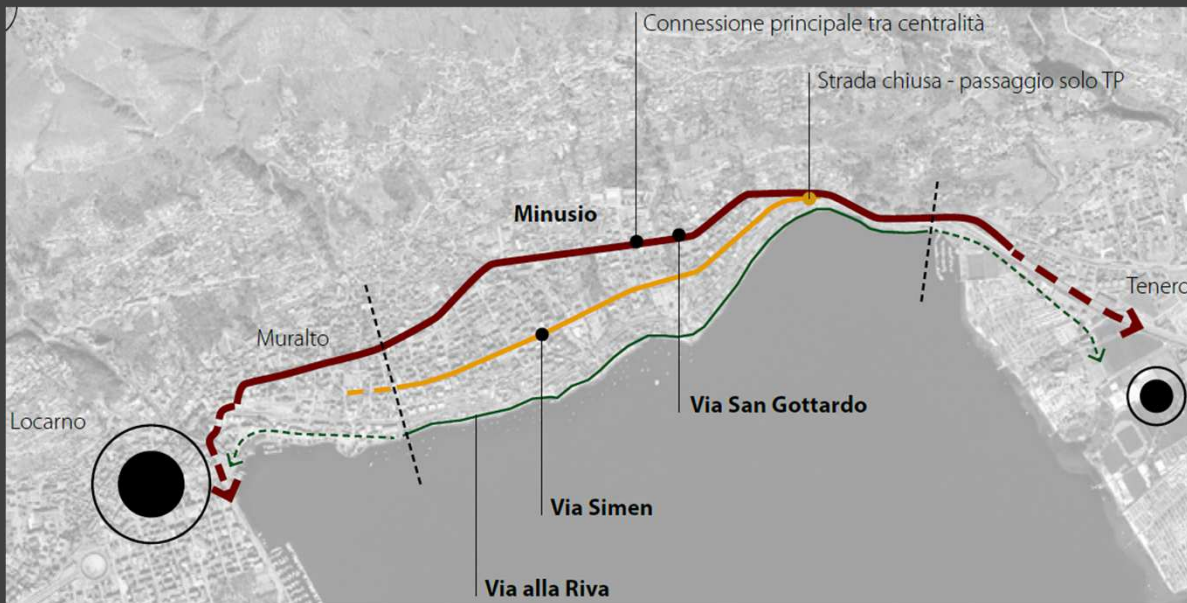 Connessione principale tra centralità
Strada chiusa - passaggio solo TP
Minusio
Tenero
Muralto
Via San Gottardo
Locarno
Via Simen
Via alla Riva